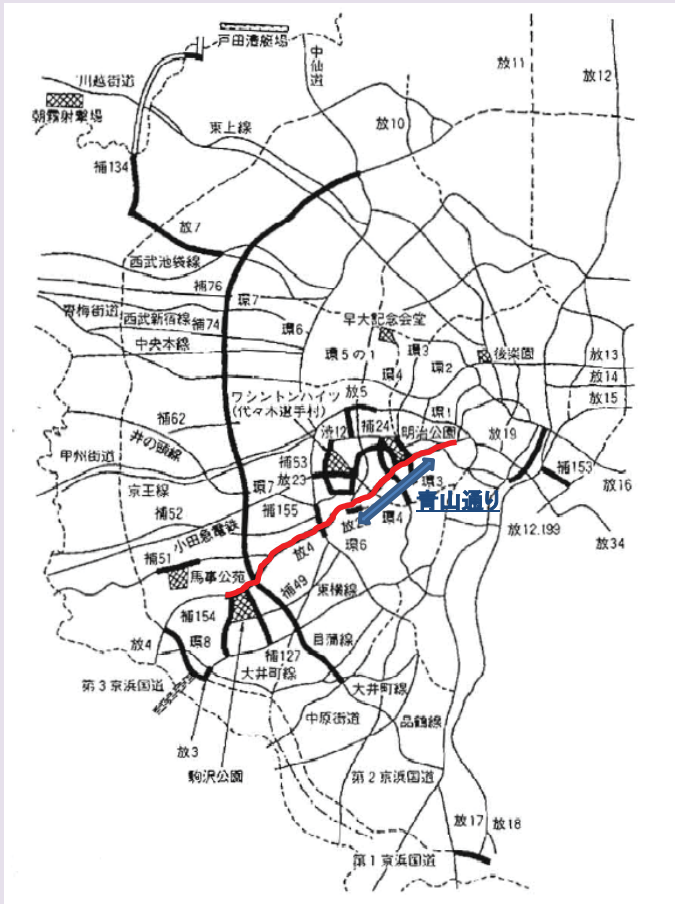 戸田漕艇場
中仙道
放11
放12
川越街道
朝霞射撃場
東上線
放10
補134
放7
西武池袋線
補76
環7
青梅街道
西武新宿線
補74
環6
早大記念会堂
中央本線
環5の1
環3
環4
環2
後楽園
放13
放14
放15
ワシントンハイツ
(代々木選手村)
放5
環1
補62
渋12
補24
明治公園
放19
井の頭線
甲州街道
補53
放23
環3
補153
放16
京王線
環7
青山通り
補52
補155
環4
放12.199
放34
小田急電鉄
放4
環6
補51
馬事公苑
補49
東横線
補154
目蒲線
放4
環8
補127
大井町線
第3京浜国道
大井町線
中原街道
品鶴線
放3
駒沢公園
第2京浜国道
放17
放18
第1京浜国道